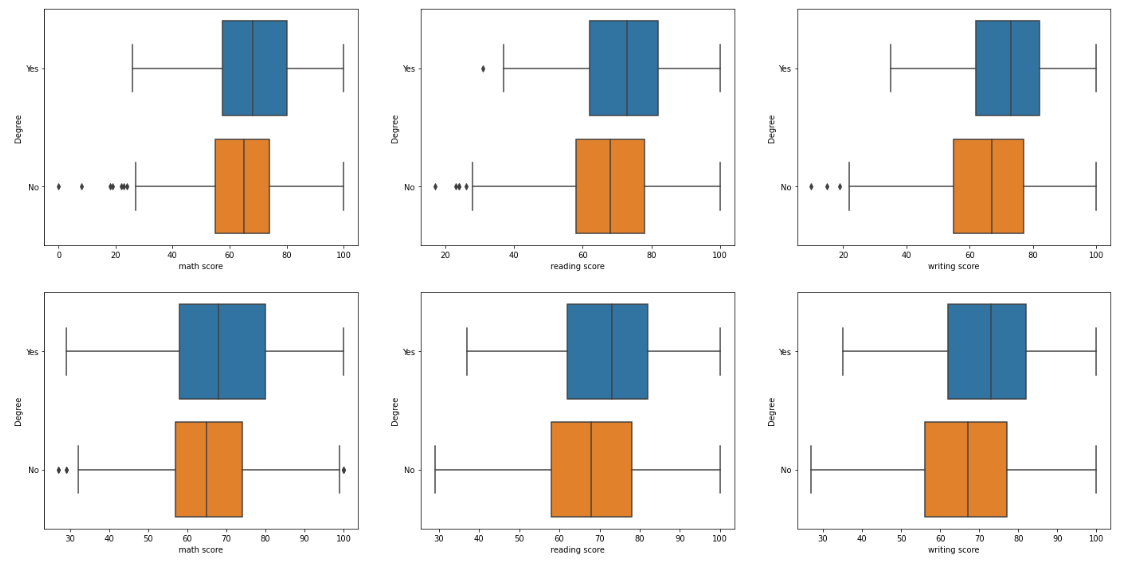 Yes
No
Degree
0 20 40 60 80 100
math score
Yes
No
Degree
20 40 60 80 100
reading score
Yes
No
Degree
20 40 60 80 100
writing score
Yes
No
Degree
30 40 50 60 70 80 90 100
math score
Yes
No
Degree
30 40 50 60 70 80 90 100
reading score
Yes
No
Degree
30 40 50 60 70 80 90 100
writing score